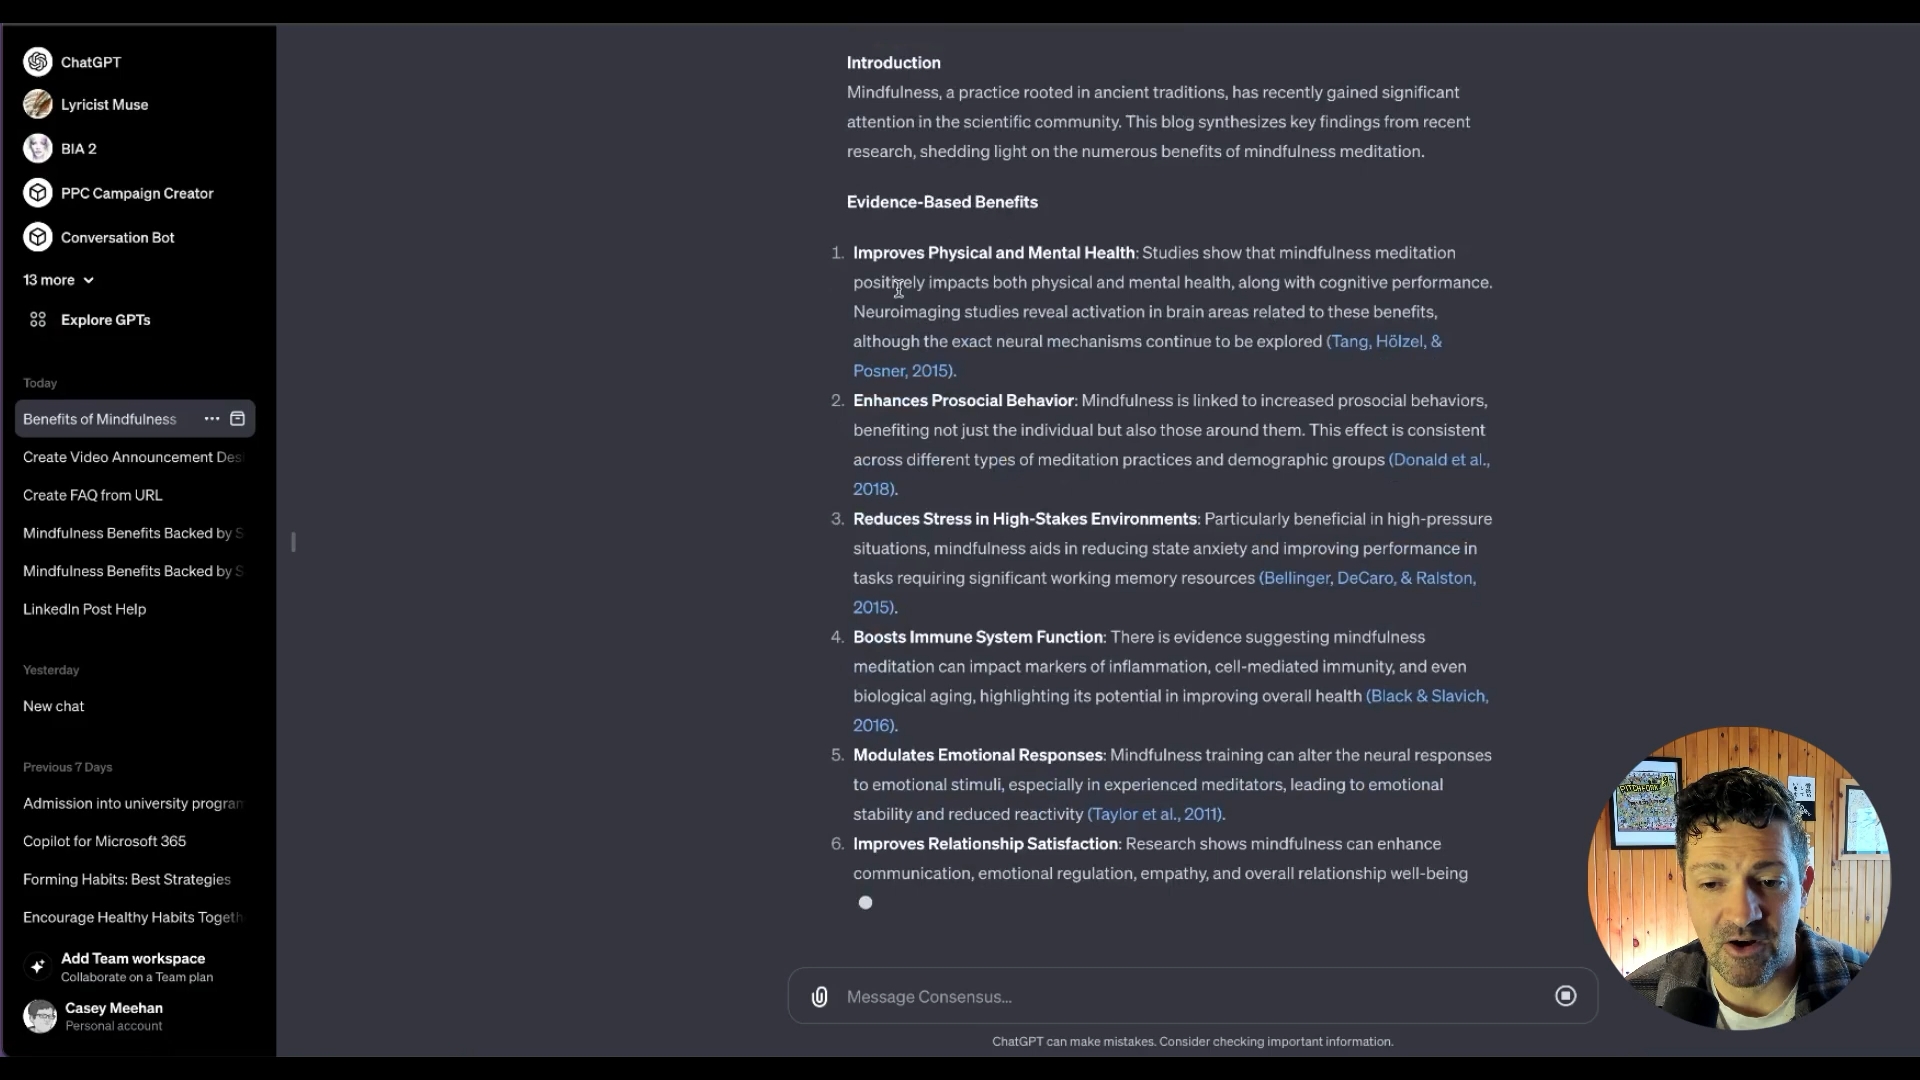 ChatGPT
Lyricist Muse
BIA 2
PPC Campaign Creator
Conversation Bot
13 more
Explore GPTs
Today
Benefits of Mindfulness
Create Video Announcement Des
Create FAQ from URL
Mindfulness Benefits Backed by S
Mindfulness Benefits Backed by S
LinkedIn Post Help
Yesterday
New chat
Previous 7 Days
Admission into university program
Copilot for Microsoft 365
Forming Habits: Best Strategies
Encourage Healthy Habits Togeth
Add Team workspace
Collaborate on a Team plan
Casey Meehan
Personal account
Introduction
Mindfulness, a practice rooted in ancient traditions, has recently gained significant
attention in the scientific community. This blog synthesizes key findings from recent
research, shedding light on the numerous benefits of mindfulness meditation.
Evidence-Based Benefits
1. Improves Physical and Mental Health: Studies show that mindfulness meditation
positively impacts both physical and mental health, along with cognitive performance.
Neuroimaging studies reveal activation in brain areas related to these benefits,
although the exact neural mechanisms continue to be explored (Tang, Hölzel, &
Posner, 2015).
2. Enhances Prosocial Behavior: Mindfulness is linked to increased prosocial behaviors,
benefiting not just the individual but also those around them. This effect is consistent
across different types of meditation practices and demographic groups (Donald et al.,
2018).
3. Reduces Stress in High-Stakes Environments: Particularly beneficial in high-pressure
situations, mindfulness aids in reducing state anxiety and improving performance in
tasks requiring significant working memory resources (Bellinger, DeCaro, & Ralston,
2015).
4. Boosts Immune System Function: There is evidence suggesting mindfulness
meditation can impact markers of inflammation, cell-mediated immunity, and even
biological aging, highlighting its potential in improving overall health (Black & Slavich,
2016).
5. Modulates Emotional Responses: Mindfulness training can alter the neural responses
to emotional stimuli, especially in experienced meditators, leading to emotional
stability and reduced reactivity (Taylor et al., 2011).
6. Improves Relationship Satisfaction: Research shows mindfulness can enhance
communication, emotional regulation, empathy, and overall relationship well-being
Message Consensus...
ChatGPT can make mistakes. Consider checking important information.
PITCHFORK